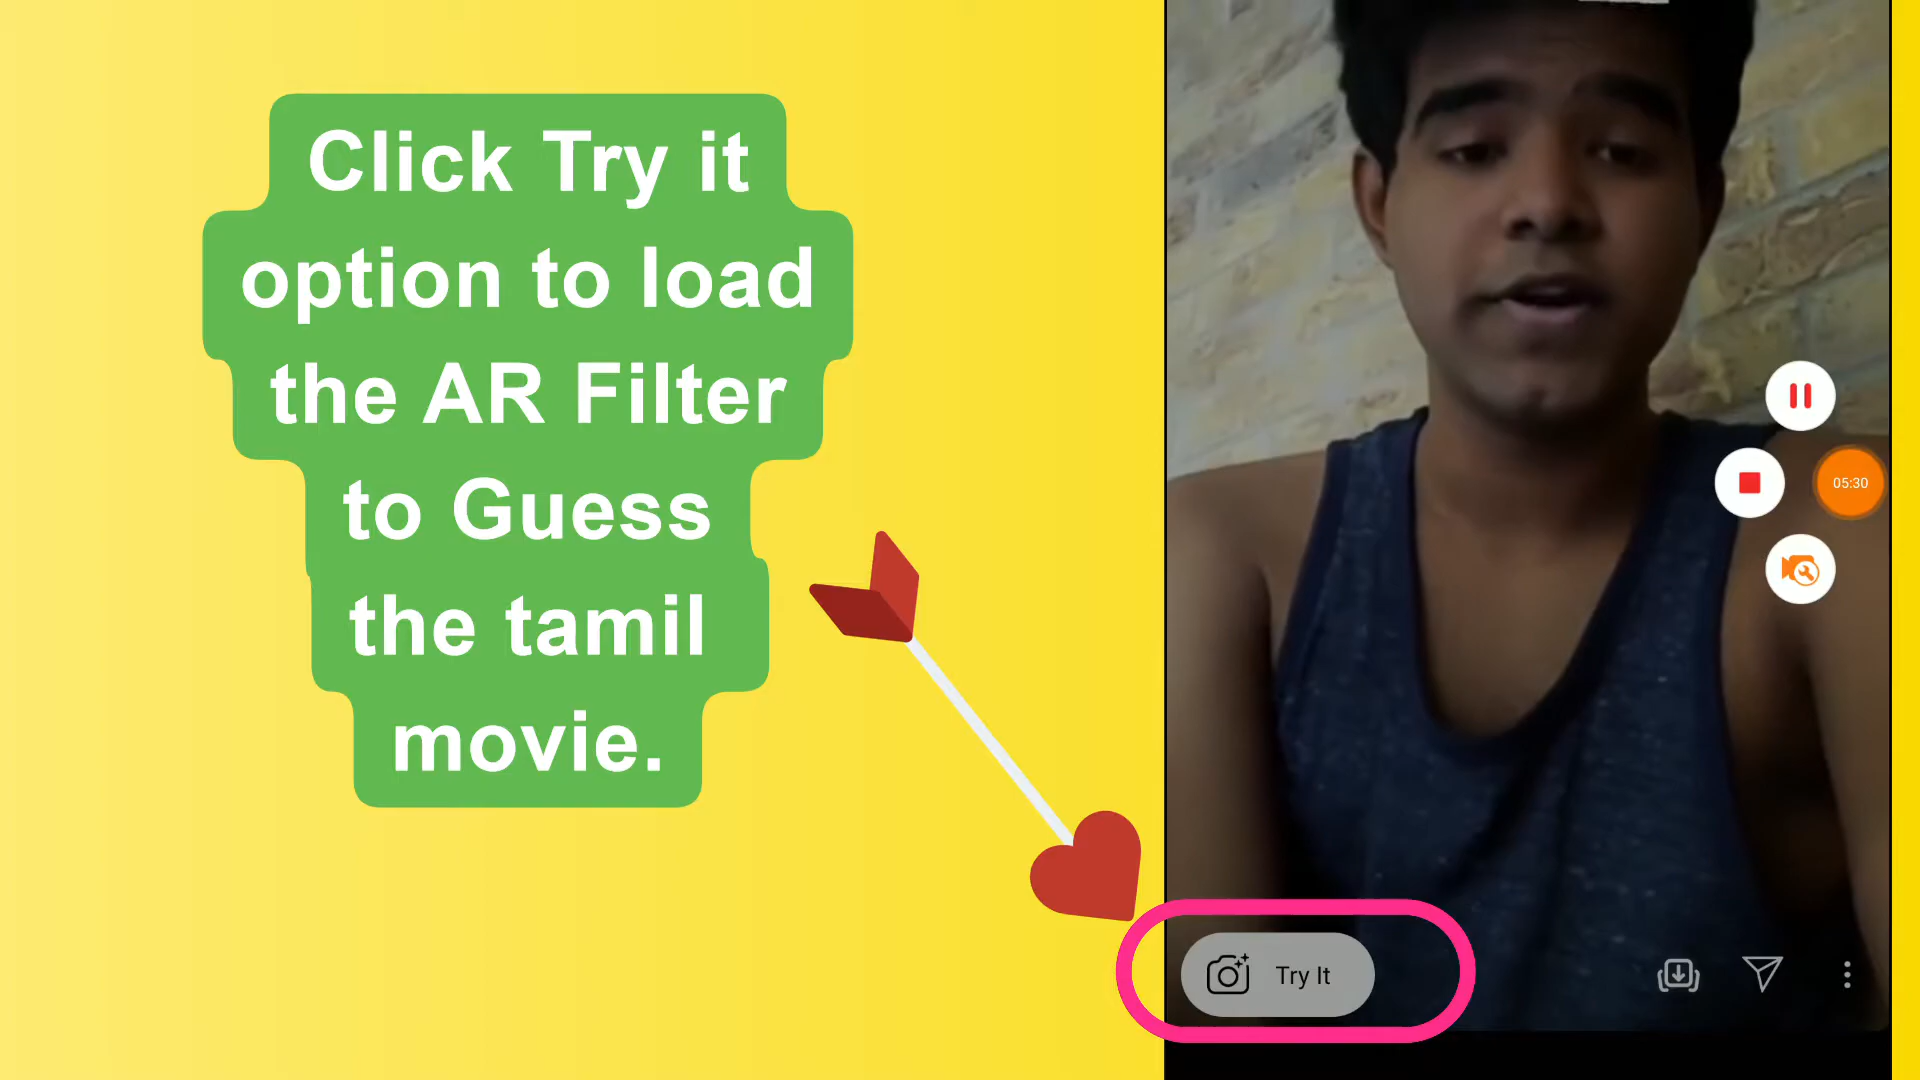 Click Try it
option to load
the AR Filter
to Guess
the tamil
movie.
05:30
Try It